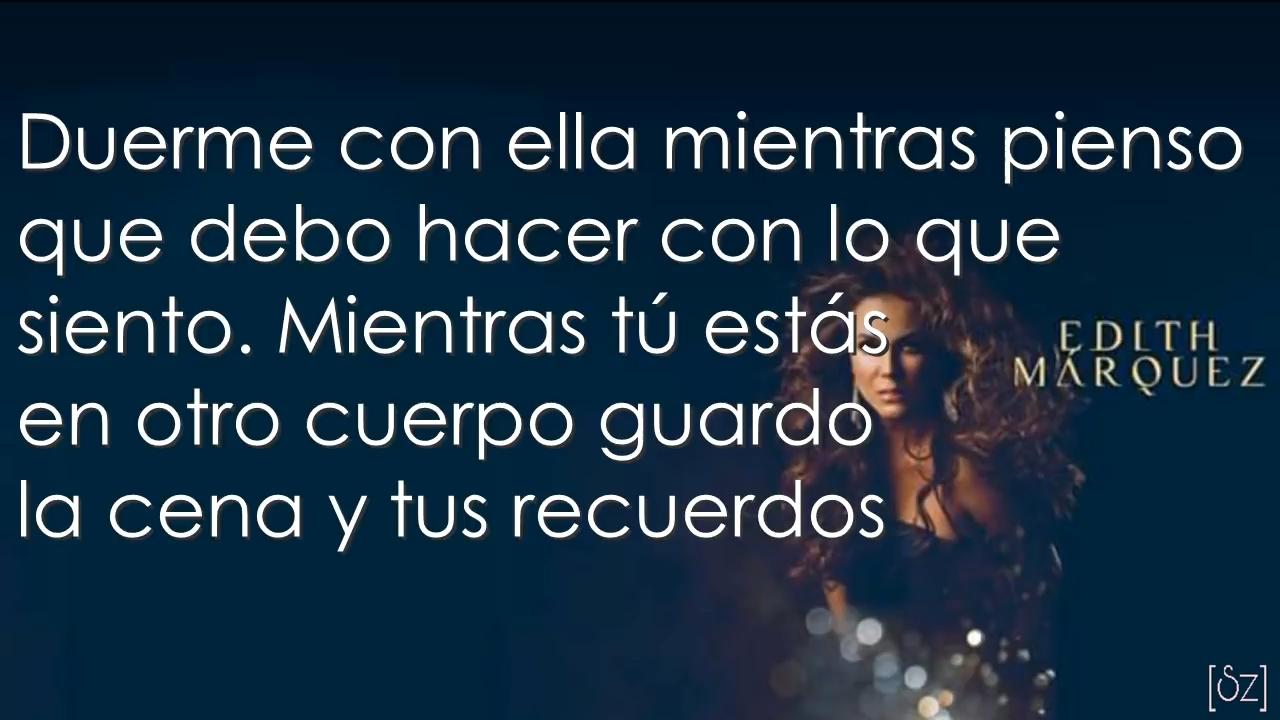 Duerme con ella mientras pienso
que debo hacer con lo que
siento. Mientras tú estás
en otro cuerpo guardo
la cena y tus recuerdos
EDITH
MÁRQUEZ
[SZ]